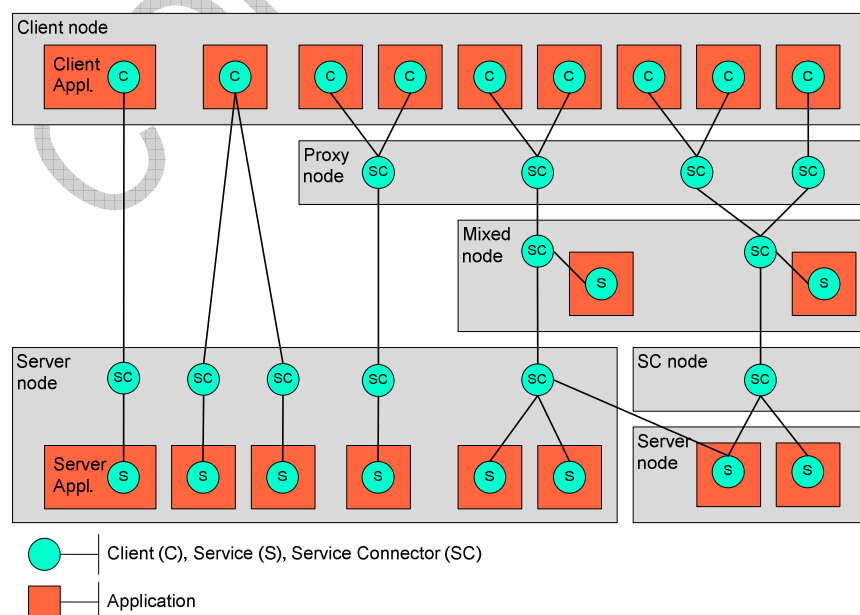 Client node
Client
Appl.
C
C
C
C
C
C
C
C
C
Proxy
node
SC
SC
SC
SC
Mixed
node
SC
S
SC
S
Server
node
SC
SC
SC
SC
SC
SC node
SC
Server
Appl.
S
S
S
S
S
S
Server
node
S
S
Client (C), Service (S), Service Connector (SC)
Application